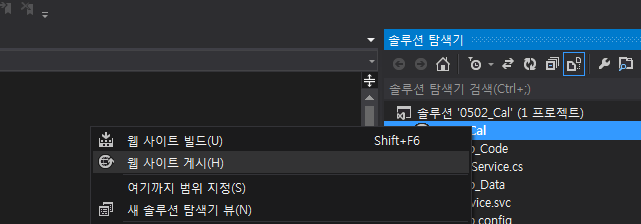 솔루션 탐색기
솔루션 탐색기 검색(Ctrl+;)
솔루션 '0502_Cal' (1 프로젝트)
_Cal
웹 사이트 빌드(U) Shift+F6
_Code
웹 사이트 게시(H)
Service.cs
_Data
여기까지 범위 지정(S)
ervice.svc
새 솔루션 탐색기 뷰(N)
config